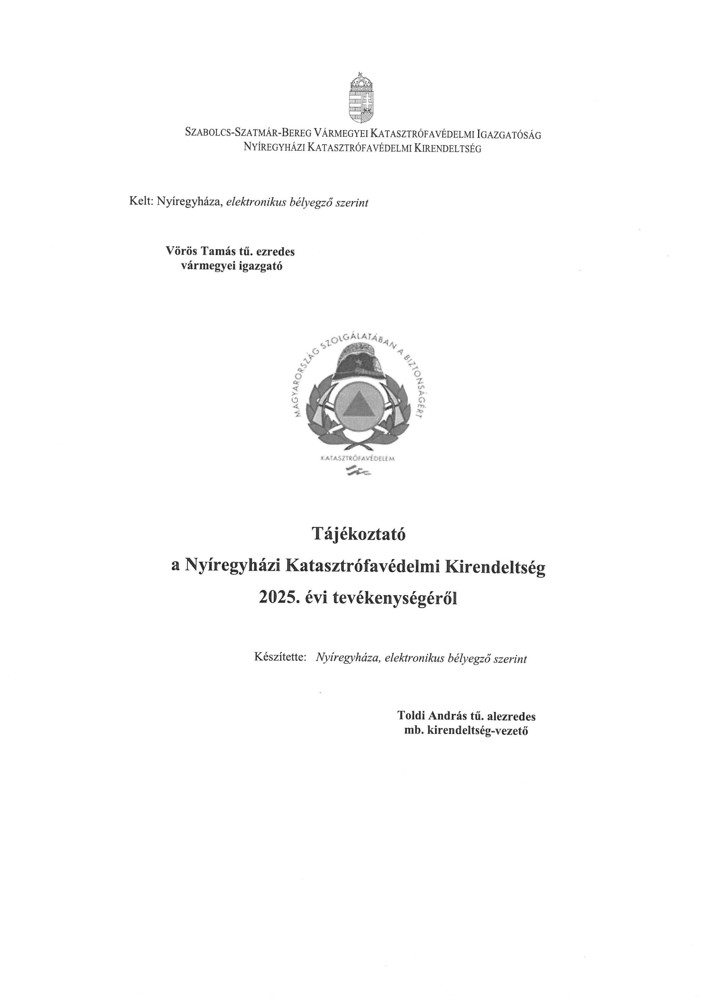 SZABOLCS-SZATMÁR-BEREG VÁRMEGYEI KATASZTRÓFAVÉDELMI IGAZGATÓSÁG
NYÍREGYHÁZI KATASZTRÓFAVÉDELMI KIRENDELTSÉG
Kelt: Nyíregyháza, elektronikus bélyegző szerint
Vörös Tamás tű. ezredes
vármegyei igazgató
MAGYARORSZÁG SZOLGÁLATÁBAN A BIZTONSÁGÉRT
KATASZTRÓFAVÉDELEM
Tájékoztató
a Nyíregyházi Katasztrófavédelmi Kirendeltség
2025. évi tevékenységéről
Készítette: Nyíregyháza, elektronikus bélyegző szerint
Toldi András tű. alezredes
mb. kirendeltség-vezető